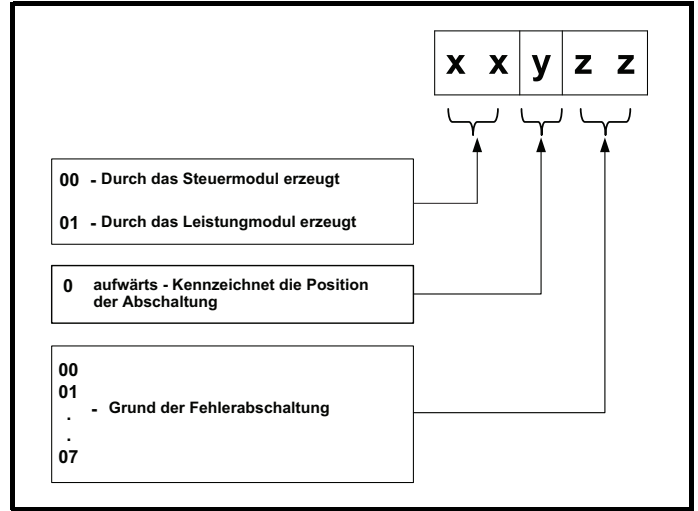 x x y z z
00 - Durch das Steuermodul erzeugt
01 - Durch das Leistungmodul erzeugt
0 aufwärts - Kennzeichnet die Position
der Abschaltung
00
01
- Grund der Fehlerabschaltung
.
.
07